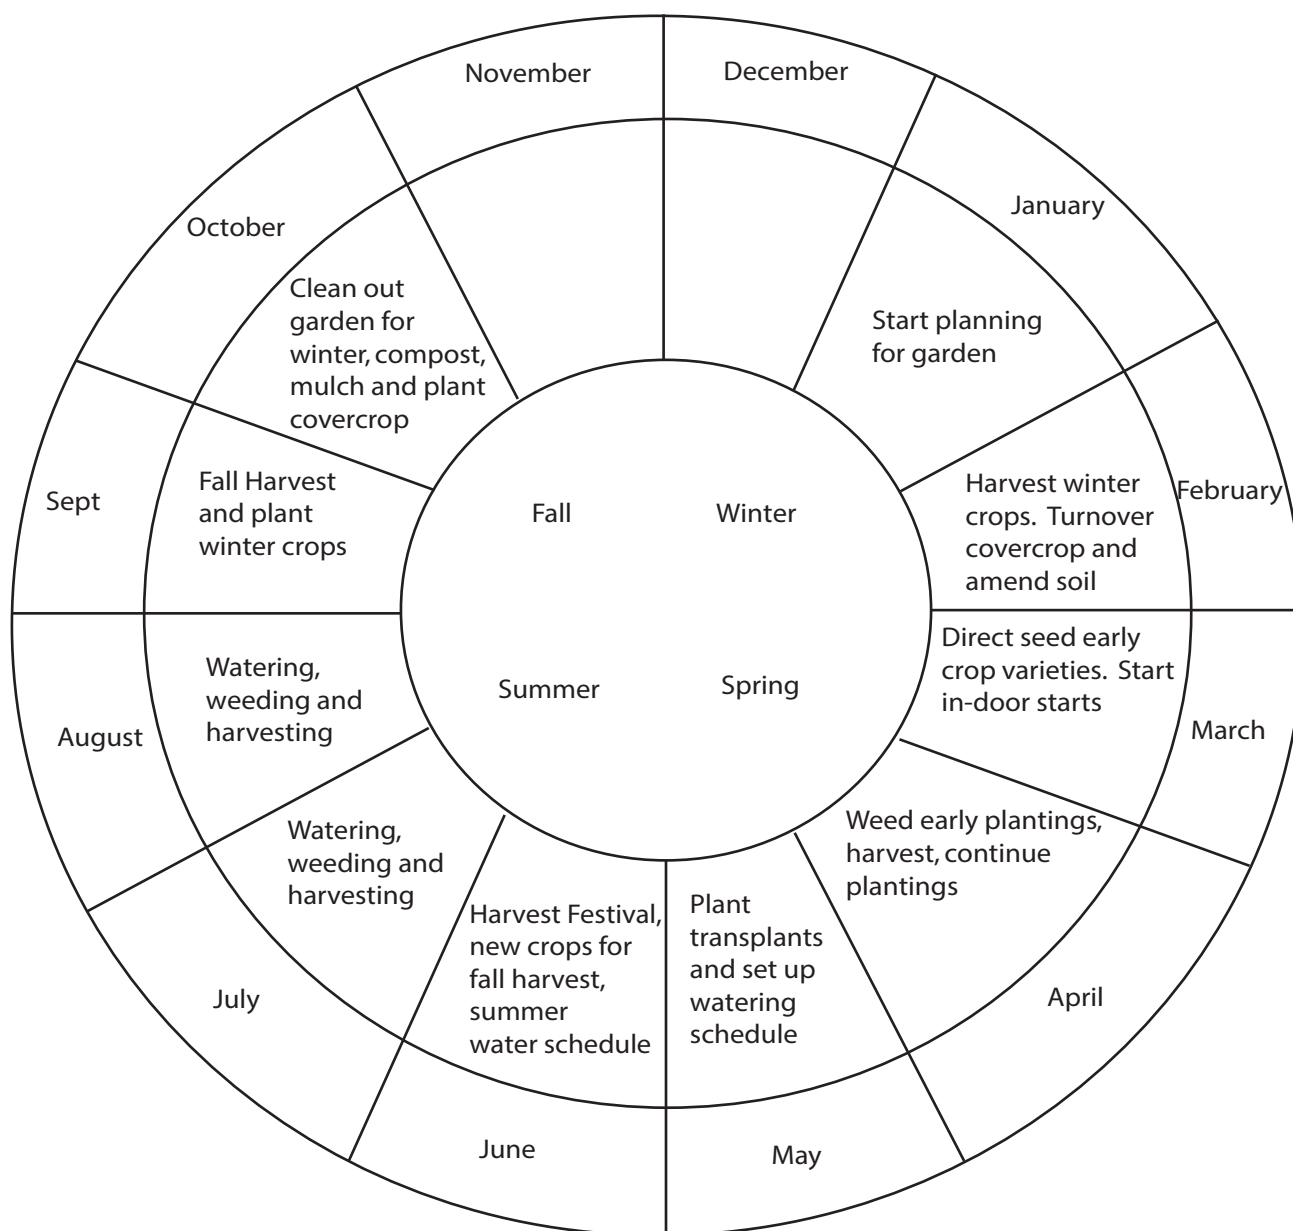 November
December
January
February
March
April
May
June
July
August
Sept
October
Clean out
garden for
winter, compost,
mulch and plant
covercrop
Start planning
for garden
Harvest winter
crops.  Turnover
covercrop and
amend soil
Direct seed early
crop varieties.  Start
in-door starts
Weed early plantings,
harvest, continue
plantings
Plant
transplants
and set up
watering
schedule
Harvest Festival,
new crops for
fall harvest,
summer
water schedule
Watering,
weeding and
harvesting
Watering,
weeding and
harvesting
Fall Harvest
and plant
winter crops
Fall
Winter
Summer
Spring